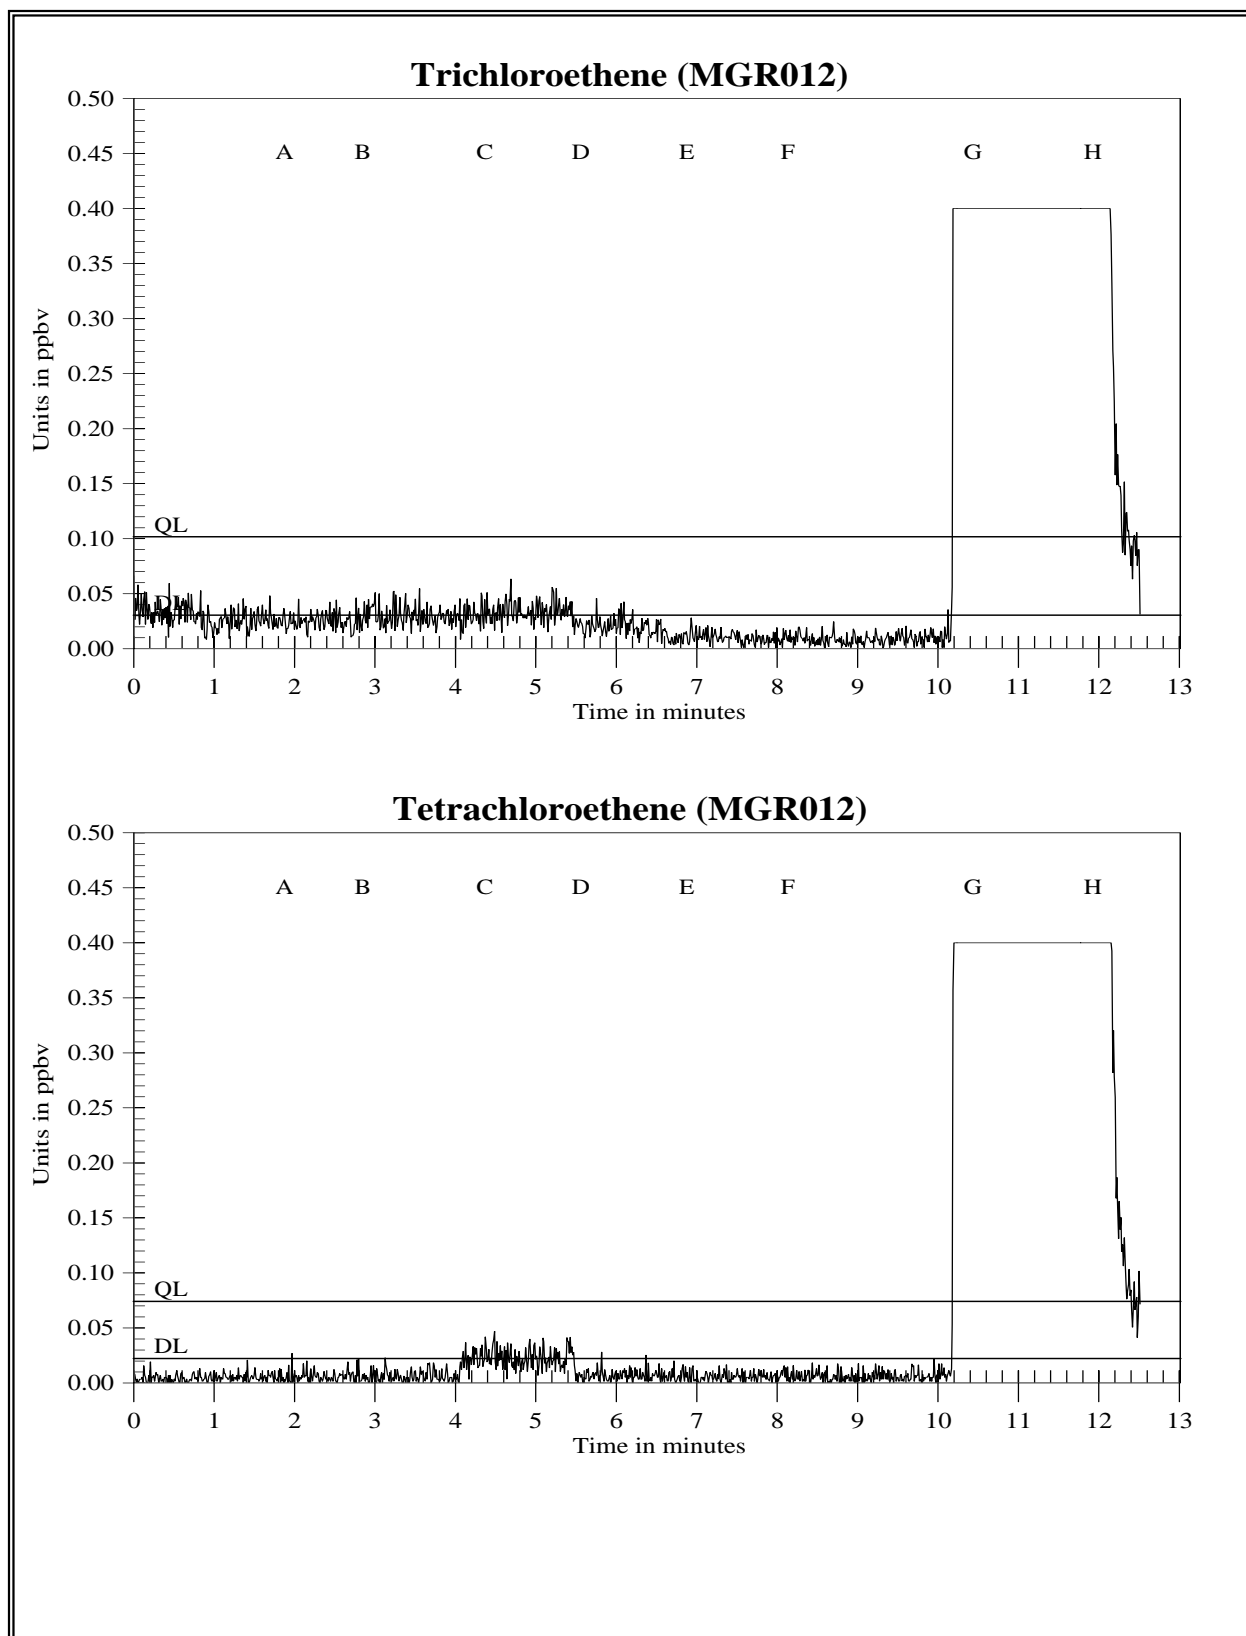 Trichloroethene (MGR012)
0.50
A B C D E F G H
0.45
0.40
0.35
0.30
0.25
0.20
0.15
QL
0.10
0.05
DL
0.00
Units in ppbv
0 1 2 3 4 5 6 7 8 9 10 11 12 13
Time in minutes
Tetrachloroethene (MGR012)
0.50
A B C D E F G H
0.45
0.40
0.35
0.30
0.25
0.20
0.15
0.10
QL
0.05
DL
0.00
Units in ppbv
0 1 2 3 4 5 6 7 8 9 10 11 12 13
Time in minutes